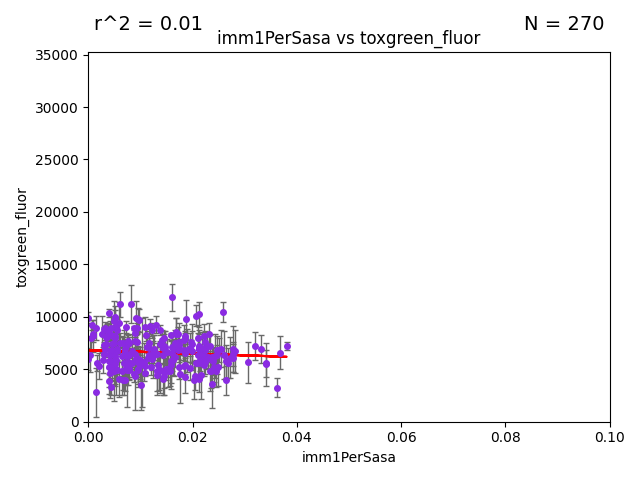 r^2 = 0.01
N = 270
imm1PerSasa vs toxgreen_fluor
35000
30000
25000
20000
15000
10000
5000
0
toxgreen_fluor
0.00
0.02
0.04
0.06
0.08
0.10
imm1PerSasa